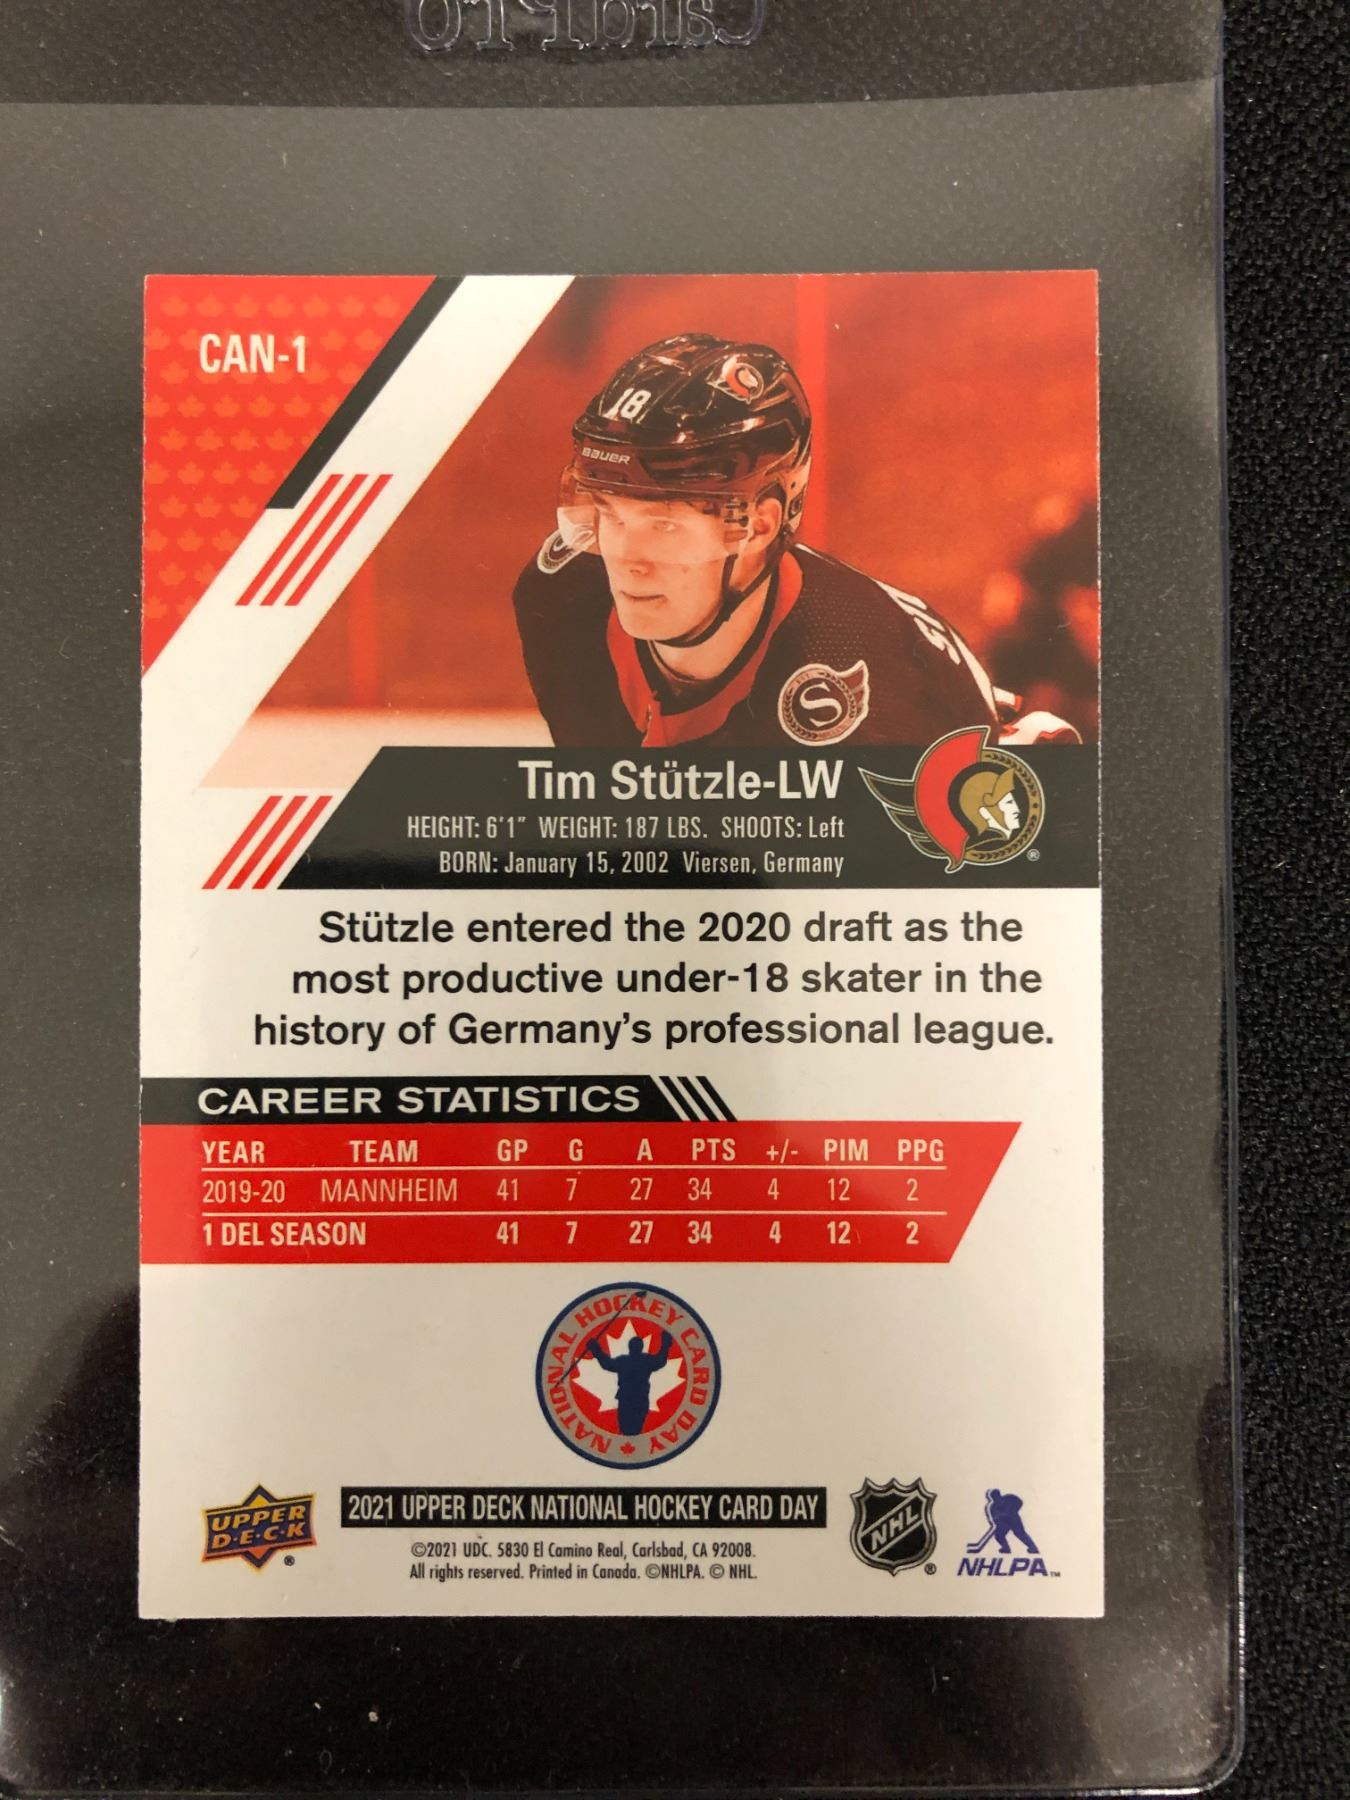 CardPro
CAN-1
18
BAUER
S
Tim Stützle-LW
HEIGHT: 6'1" WEIGHT: 187 LBS. SHOOTS: Left
BORN: January 15, 2002 Viersen, Germany
®
Stützle entered the 2020 draft as the
most productive under-18 skater in the
history of Germany's professional league.
CAREER STATISTICS
YEAR TEAM GP G A PTS +/- PIM PPG
2019-20 MANNHEIM 41 7 27 34 4 12 2
1 DEL SEASON 41 7 27 34 4 12 2
NATIONAL HOCKEY CARD DAY
UPPER
D·E·C·K
®
2021 UPPER DECK NATIONAL HOCKEY CARD DAY
©2021 UDC. 5830 El Camino Real, Carlsbad, CA 92008.
All rights reserved. Printed in Canada. ©NHLPA. © NHL.
NHL
®
NHLPA™